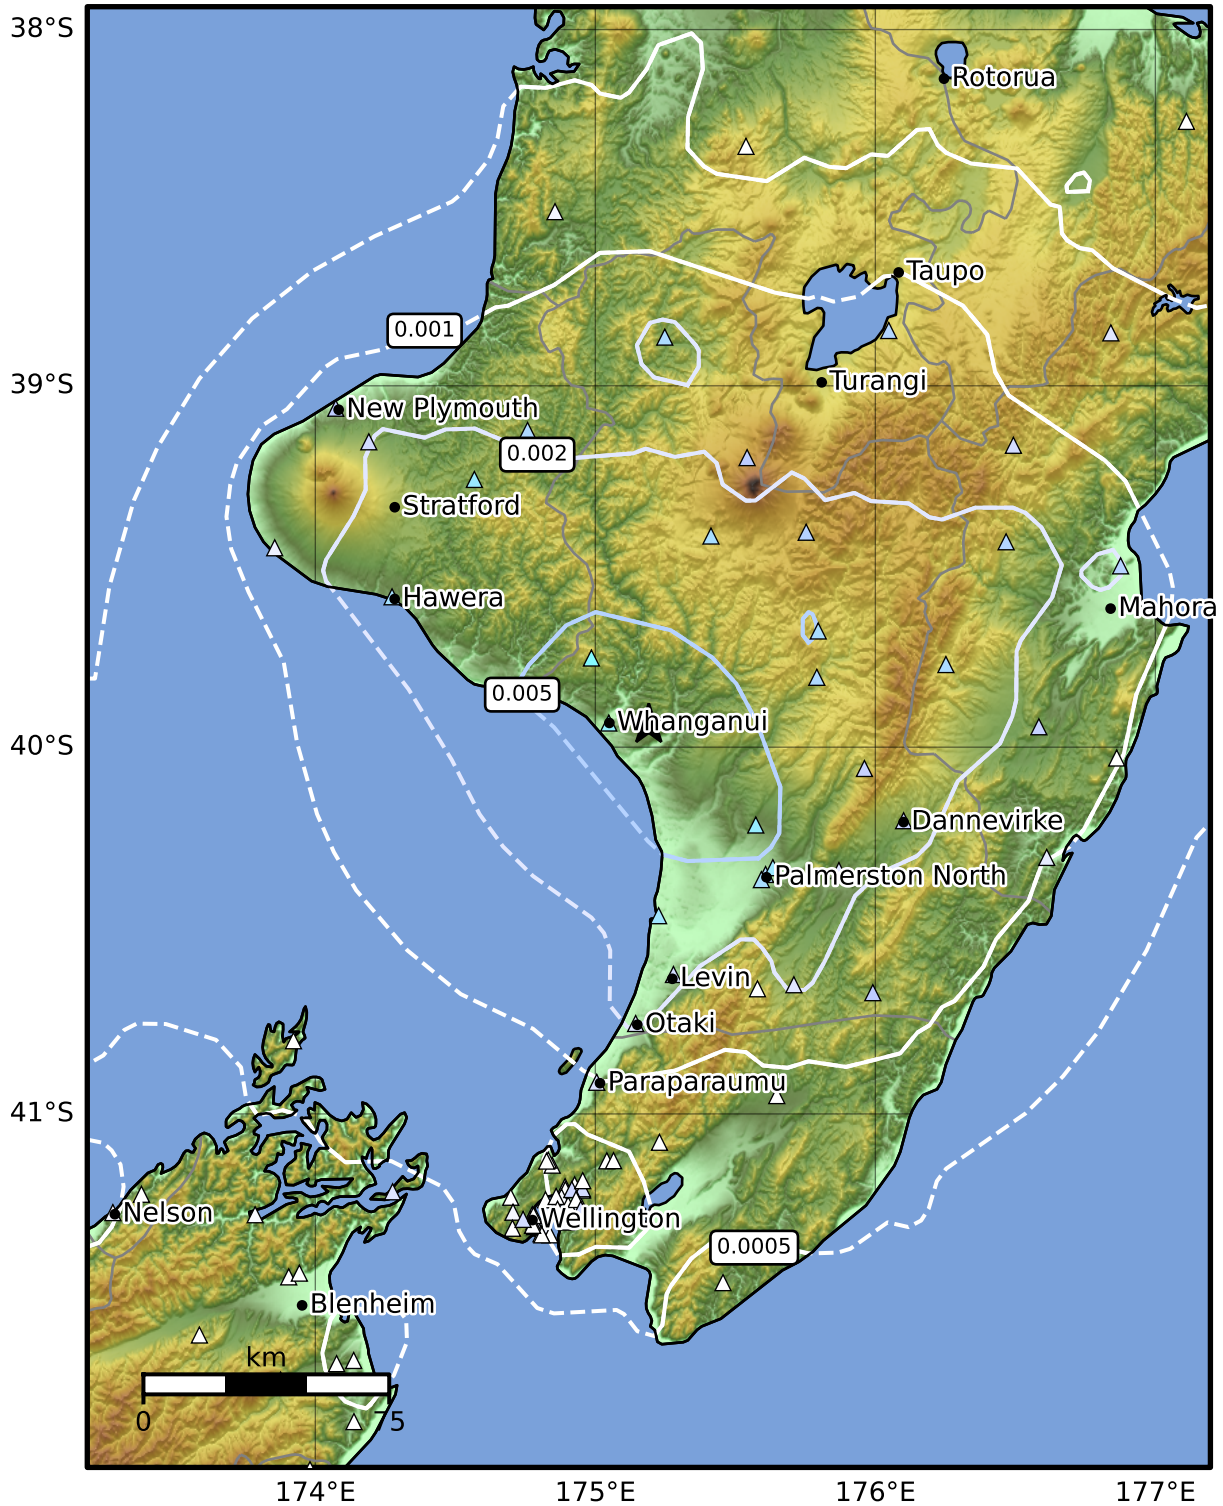 38°S
Rotorua
Taupo
0.001
39°S
Turangi
New Plymouth
0.002
Stratford
Hawera
Mahora
0.005
Whanganui
40°S
Dannevirke
Palmerston North
Levin
Otaki
Paraparaumu
41°S
Nelson
Wellington
0.0005
Blenheim
km
0 75
174°E 175°E 176°E 177°E